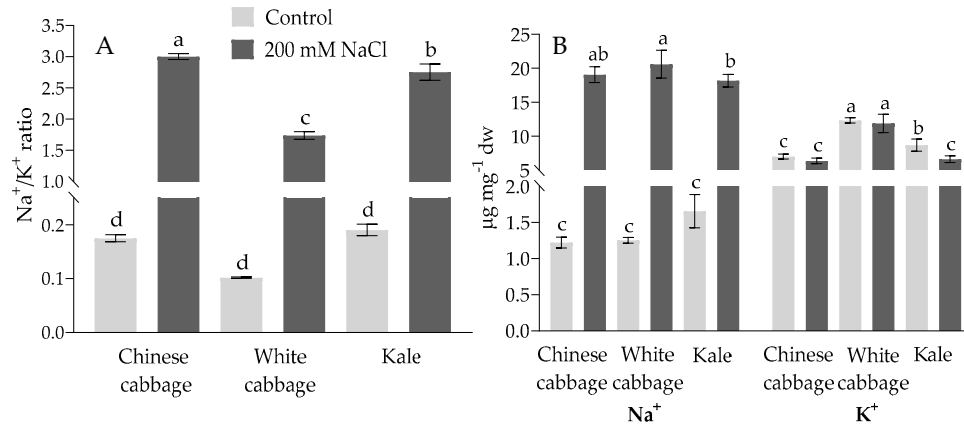 A
Control
200 mM NaCl
Na⁺/K⁺ ratio
3.5
3.0
2.5
2.0
1.5
1.0
0.2
0.1
0.0
d
a
d
c
d
b
Chinese
cabbage
White
cabbage
Kale
B
µg mg⁻¹ dw
25
20
15
10
5
2.0
1.5
1.0
0.5
0.0
c
ab
c
a
c
b
c
c
a
a
b
c
Chinese
cabbage
White
cabbage
Kale
Chinese
cabbage
White
cabbage
Kale
Na⁺
K⁺